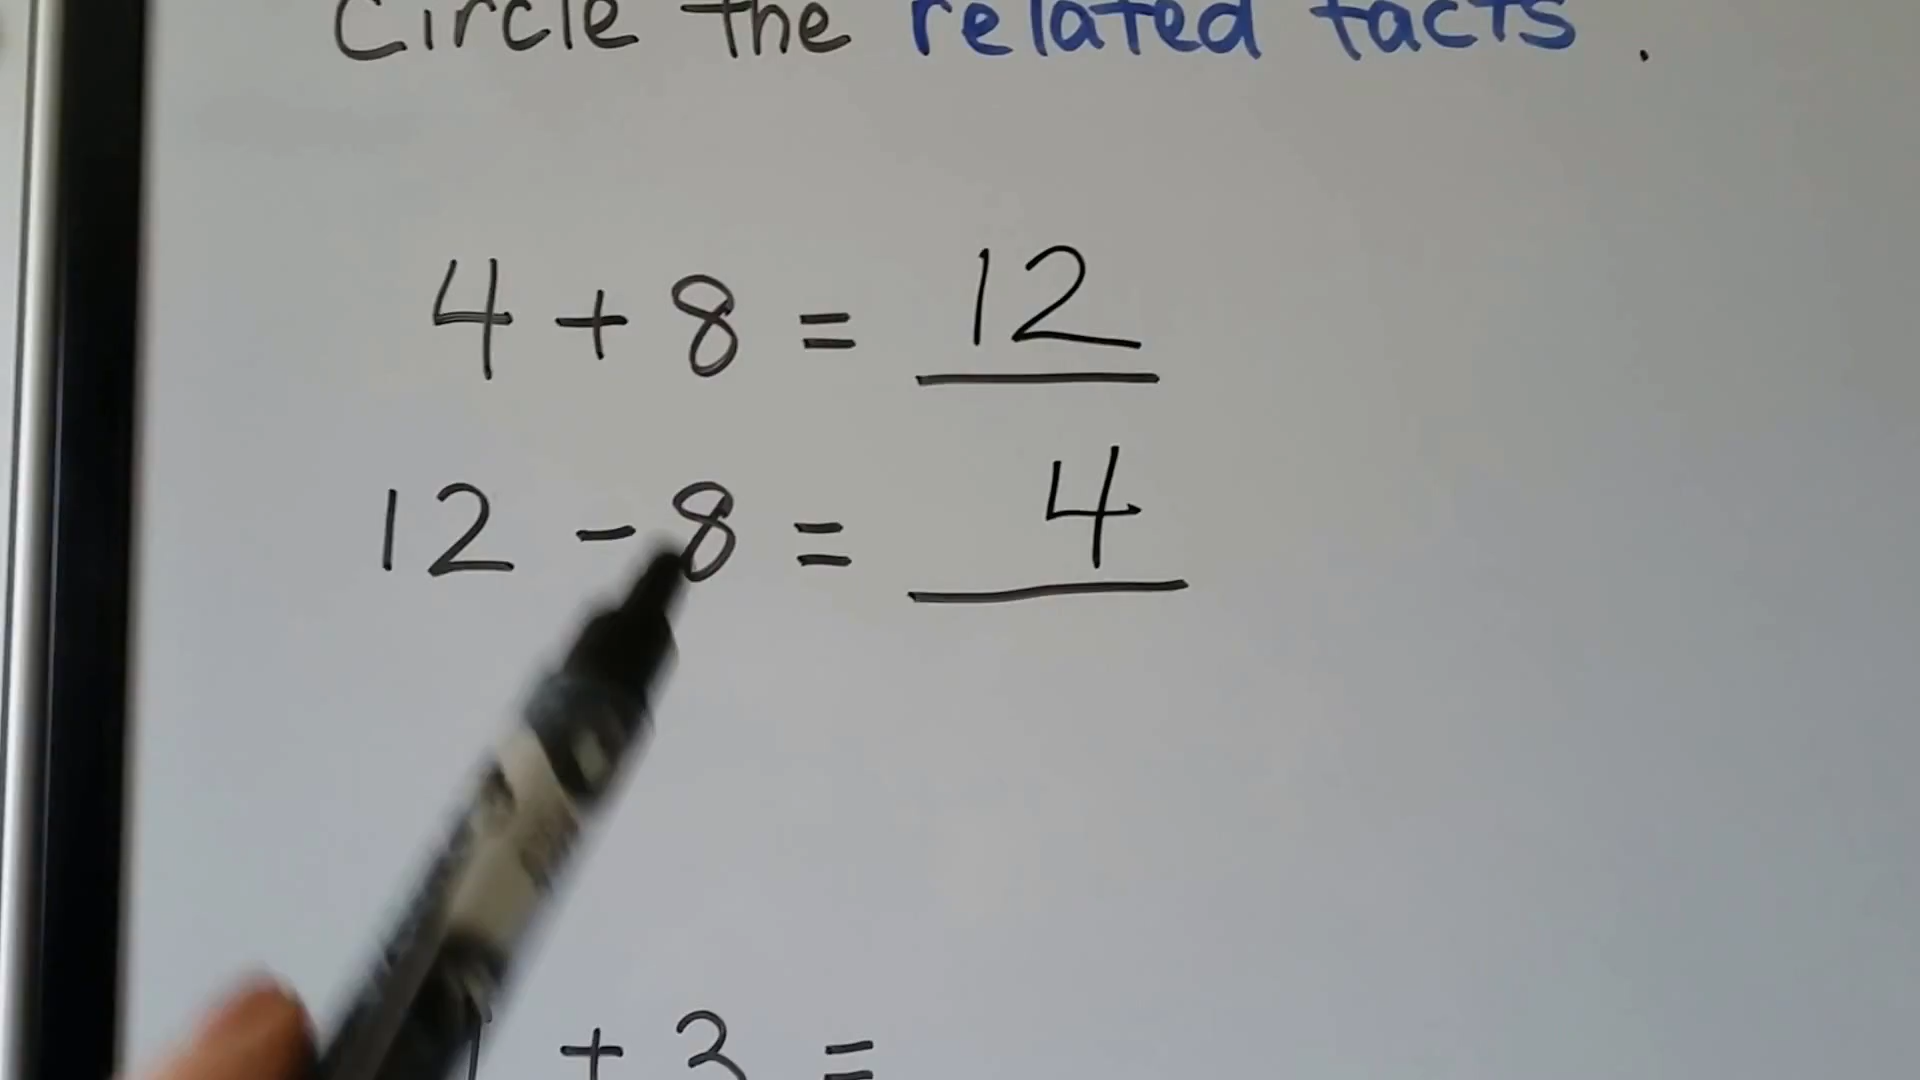 Circle the related facts.
4 + 8 = 12
12 - 8 = 4
+ 3 =